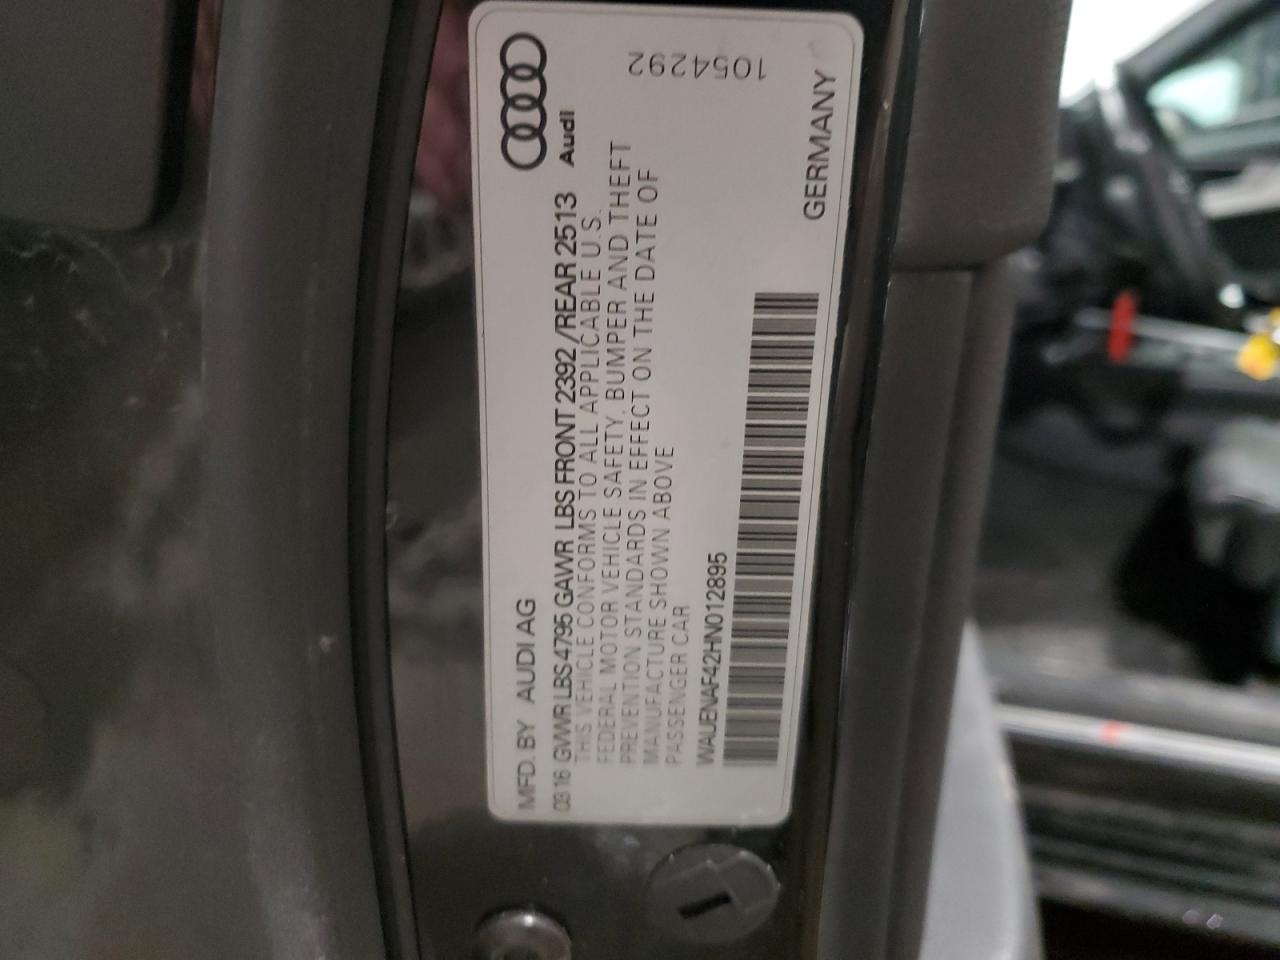 MFD. BY AUDI AG
03 16 GVWR LBS 4795 GAWR LBS FRONT 2392 /REAR 2513
THIS VEHICLE CONFORMS TO ALL APPLICABLE U.S.
FEDERAL MOTOR VEHICLE SAFETY, BUMPER AND THEFT
PREVENTION STANDARDS IN EFFECT ON THE DATE OF
MANUFACTURE SHOWN ABOVE
PASSENGER CAR
WAUENAF42HN012895
Audi
1054292
GERMANY